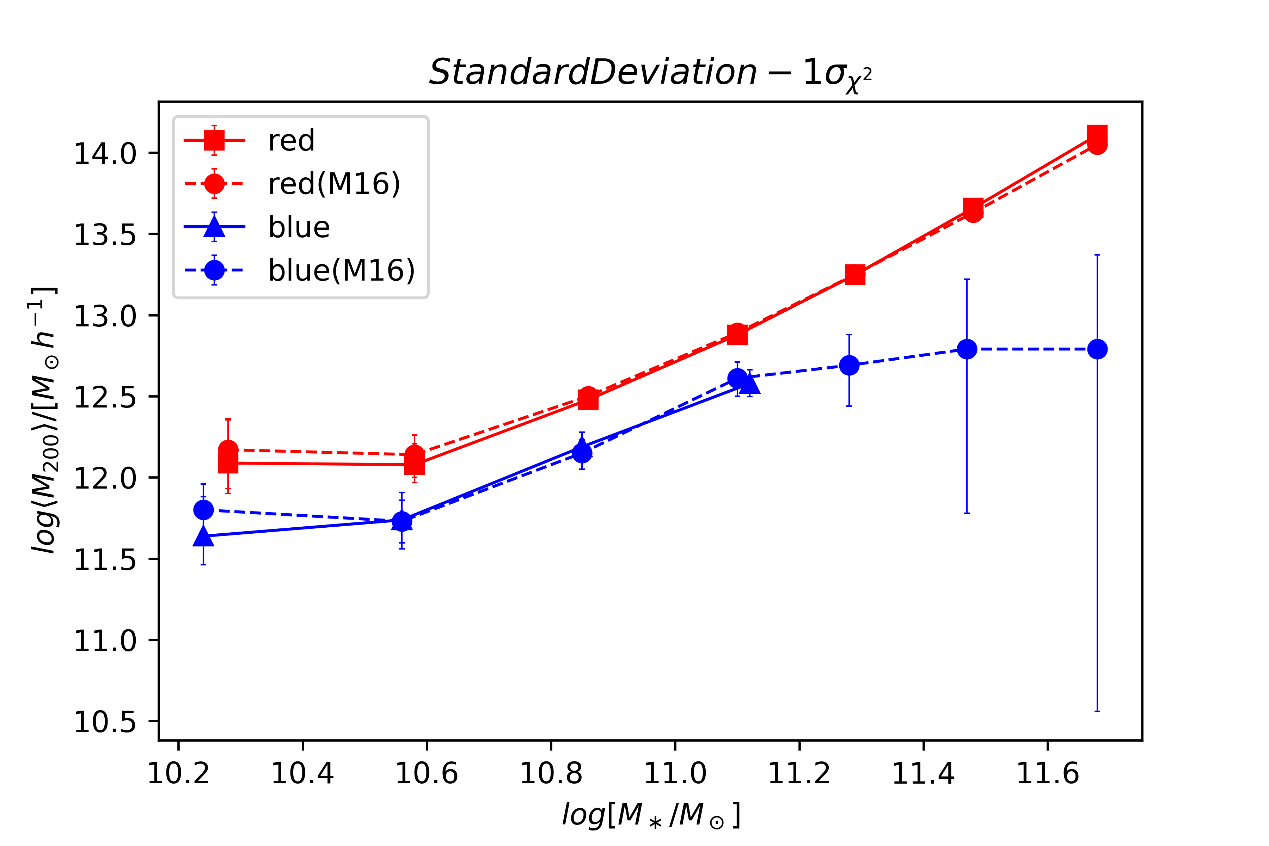 StandardDeviation − 1σ_χ²
red
red(M16)
blue
blue(M16)
14.0
13.5
13.0
12.5
12.0
11.5
11.0
10.5
log⟨M₂₀₀⟩/[M⊙h⁻¹]
10.2 10.4 10.6 10.8 11.0 11.2 11.4 11.6
log[M∗/M⊙]